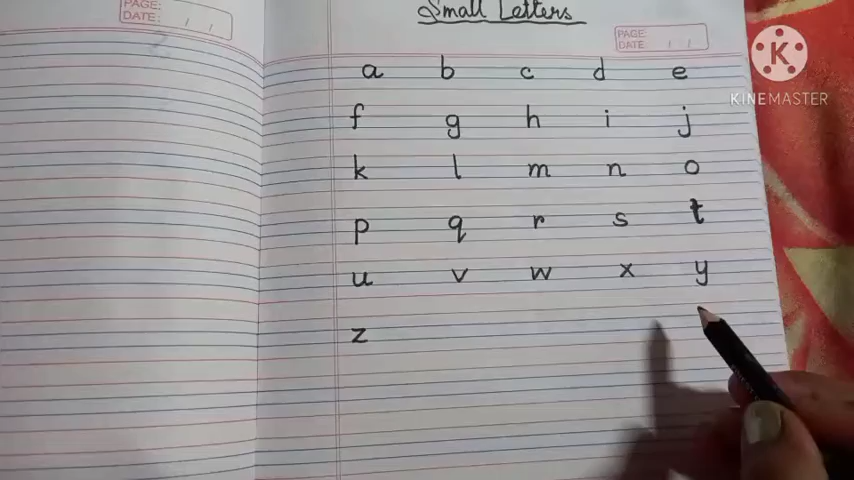 PAGE:
DATE: / /
Small Letters
PAGE:
DATE / /
a b c d e
f g h i j
k l m n o
p q r s t
u v w x y
z
K
KINEMASTER